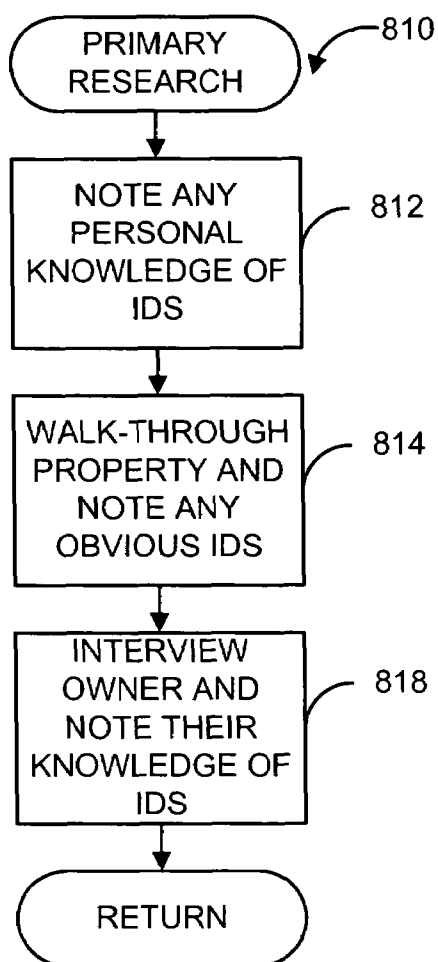 PRIMARY
RESEARCH
810
NOTE ANY
PERSONAL
KNOWLEDGE OF
IDS
812
WALK-THROUGH
PROPERTY AND
NOTE ANY
OBVIOUS IDS
814
INTERVIEW
OWNER AND
NOTE THEIR
KNOWLEDGE OF
IDS
818
RETURN